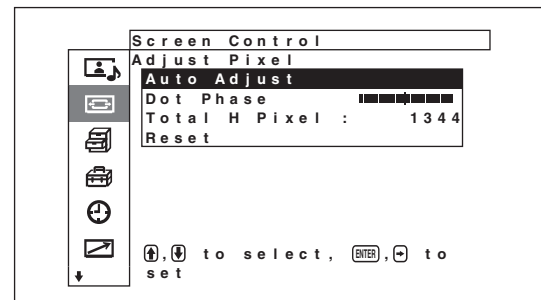 Screen Control
Adjust Pixel
Auto Adjust
Dot Phase
Total H Pixel : 1344
Reset
↑,↓ to select, ENTER,→ to
set